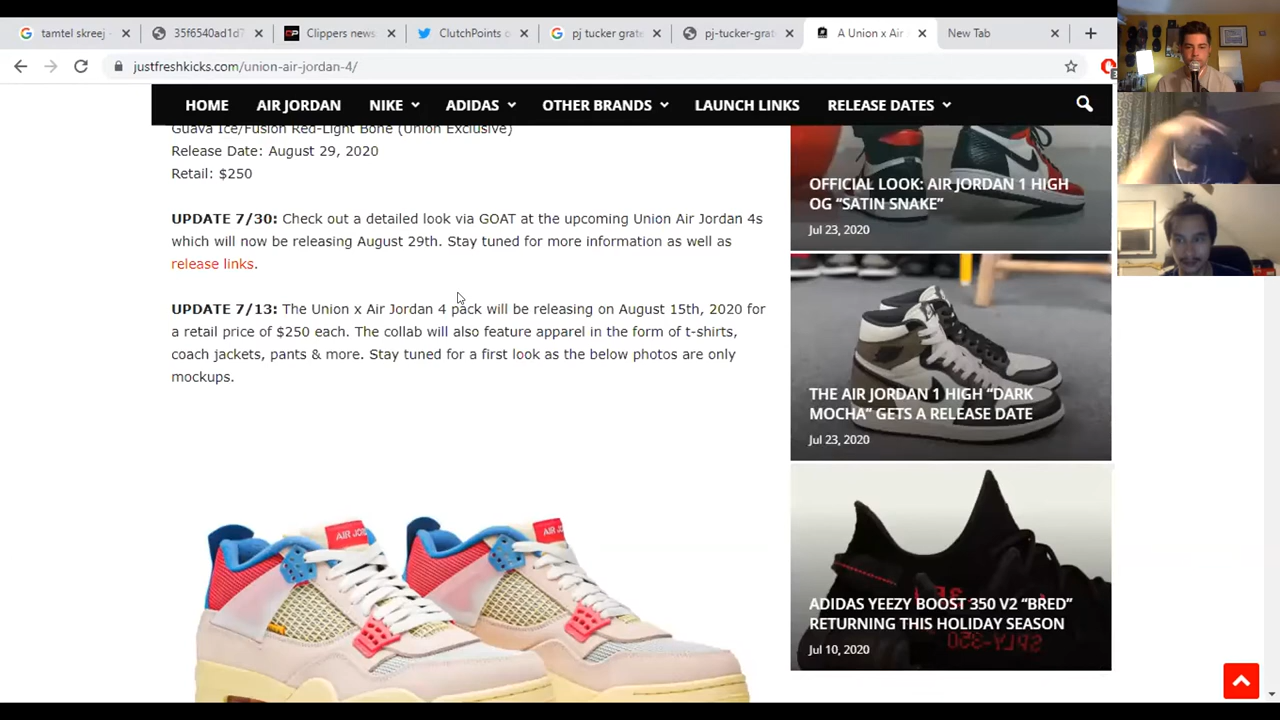 tamtel skreej
35f6540ad1d7
Clippers news
ClutchPoints o
pj tucker grate
pj-tucker-grat
A Union x Air
New Tab
justfreshkicks.com/union-air-jordan-4/
HOME
AIR JORDAN
NIKE
ADIDAS
OTHER BRANDS
LAUNCH LINKS
RELEASE DATES
Guava Ice/Fusion Red-Light Bone (Union Exclusive)
Release Date: August 29, 2020
Retail: $250
UPDATE 7/30: Check out a detailed look via GOAT at the upcoming Union Air Jordan 4s
which will now be releasing August 29th. Stay tuned for more information as well as
release links.
UPDATE 7/13: The Union x Air Jordan 4 pack will be releasing on August 15th, 2020 for
a retail price of $250 each. The collab will also feature apparel in the form of t-shirts,
coach jackets, pants & more. Stay tuned for a first look as the below photos are only
mockups.
AIR JO
AIR JO
OFFICIAL LOOK: AIR JORDAN 1 HIGH
OG “SATIN SNAKE”
Jul 23, 2020
THE AIR JORDAN 1 HIGH “DARK
MOCHA” GETS A RELEASE DATE
Jul 23, 2020
ADIDAS YEEZY BOOST 350 V2 “BRED”
RETURNING THIS HOLIDAY SEASON
Jul 10, 2020